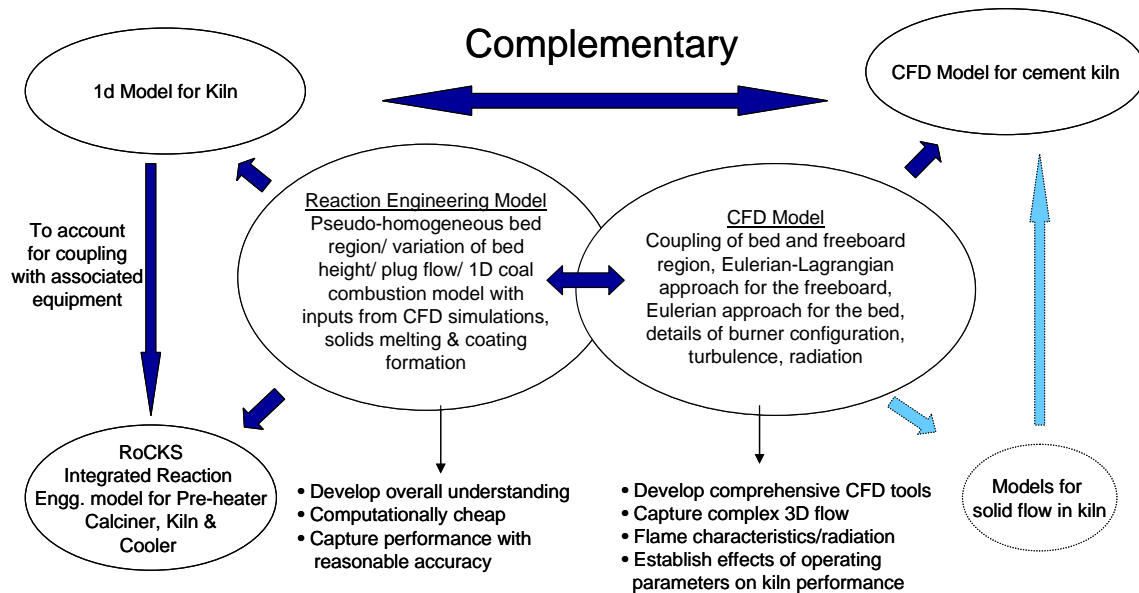 Complementary
1d Model for Kiln
CFD Model for cement kiln
Reaction Engineering Model
Pseudo-homogeneous bed
region/ variation of bed
height/ plug flow/ 1D coal
combustion model with
inputs from CFD simulations,
solids melting & coating
formation
CFD Model
Coupling of bed and freeboard
region, Eulerian-Lagrangian
approach for the freeboard,
Eulerian approach for the bed,
details of burner configuration,
turbulence, radiation
To account
for coupling
with associated
equipment
RoCKS
Integrated Reaction
Engg. model for Pre-heater
Calciner, Kiln &
Cooler
• Develop overall understanding
• Computationally cheap
• Capture performance with
reasonable accuracy
• Develop comprehensive CFD tools
• Capture complex 3D flow
• Flame characteristics/radiation
• Establish effects of operating
parameters on kiln performance
Models for
solid flow in kiln